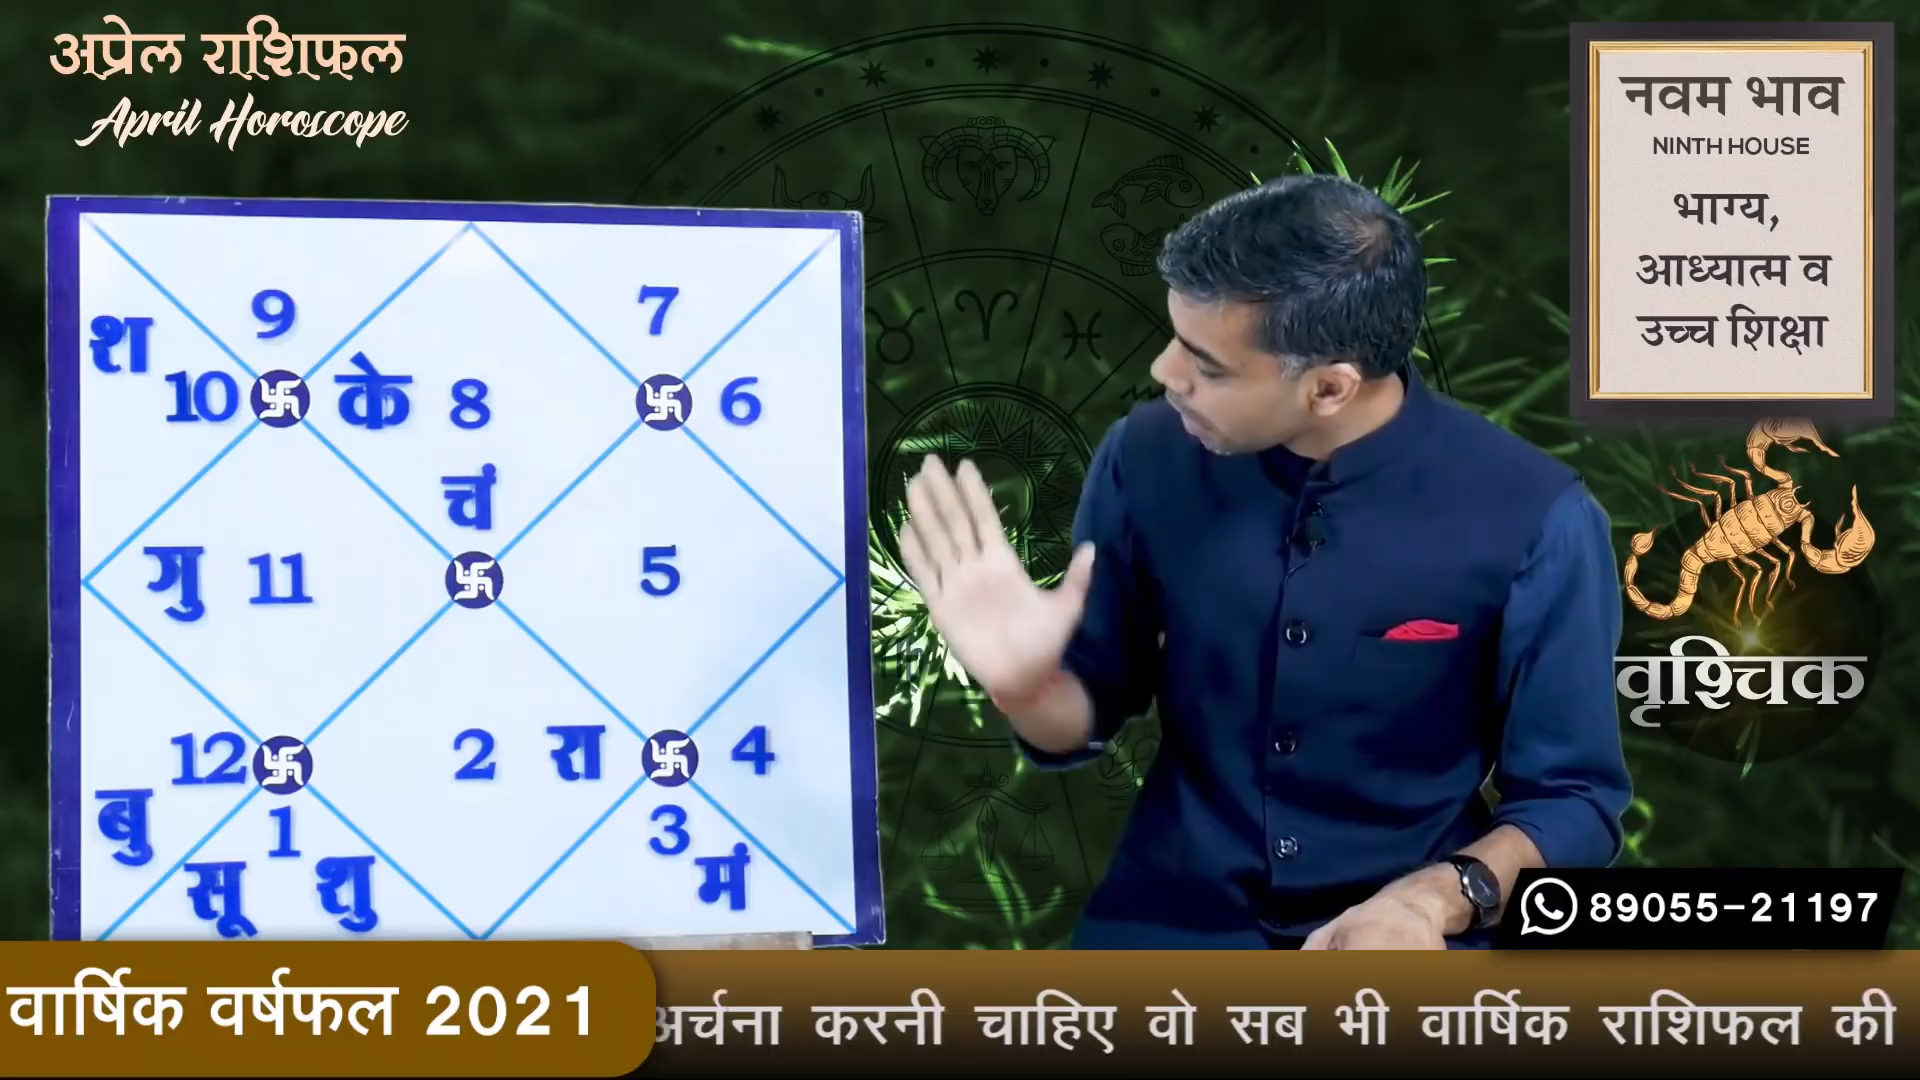 अप्रेल राशिफल
April Horoscope
नवम भाव
NINTH HOUSE
भाग्य,
आध्यात्म व
उच्च शिक्षा
9
7
श
10
के
8
6
चं
गु
11
5
12
2
रा
4
बु
1
3
सू
शु
मं
वृश्चिक
89055-21197
वार्षिक वर्षफल 2021
अर्चना करनी चाहिए वो सब भी वार्षिक राशिफल की